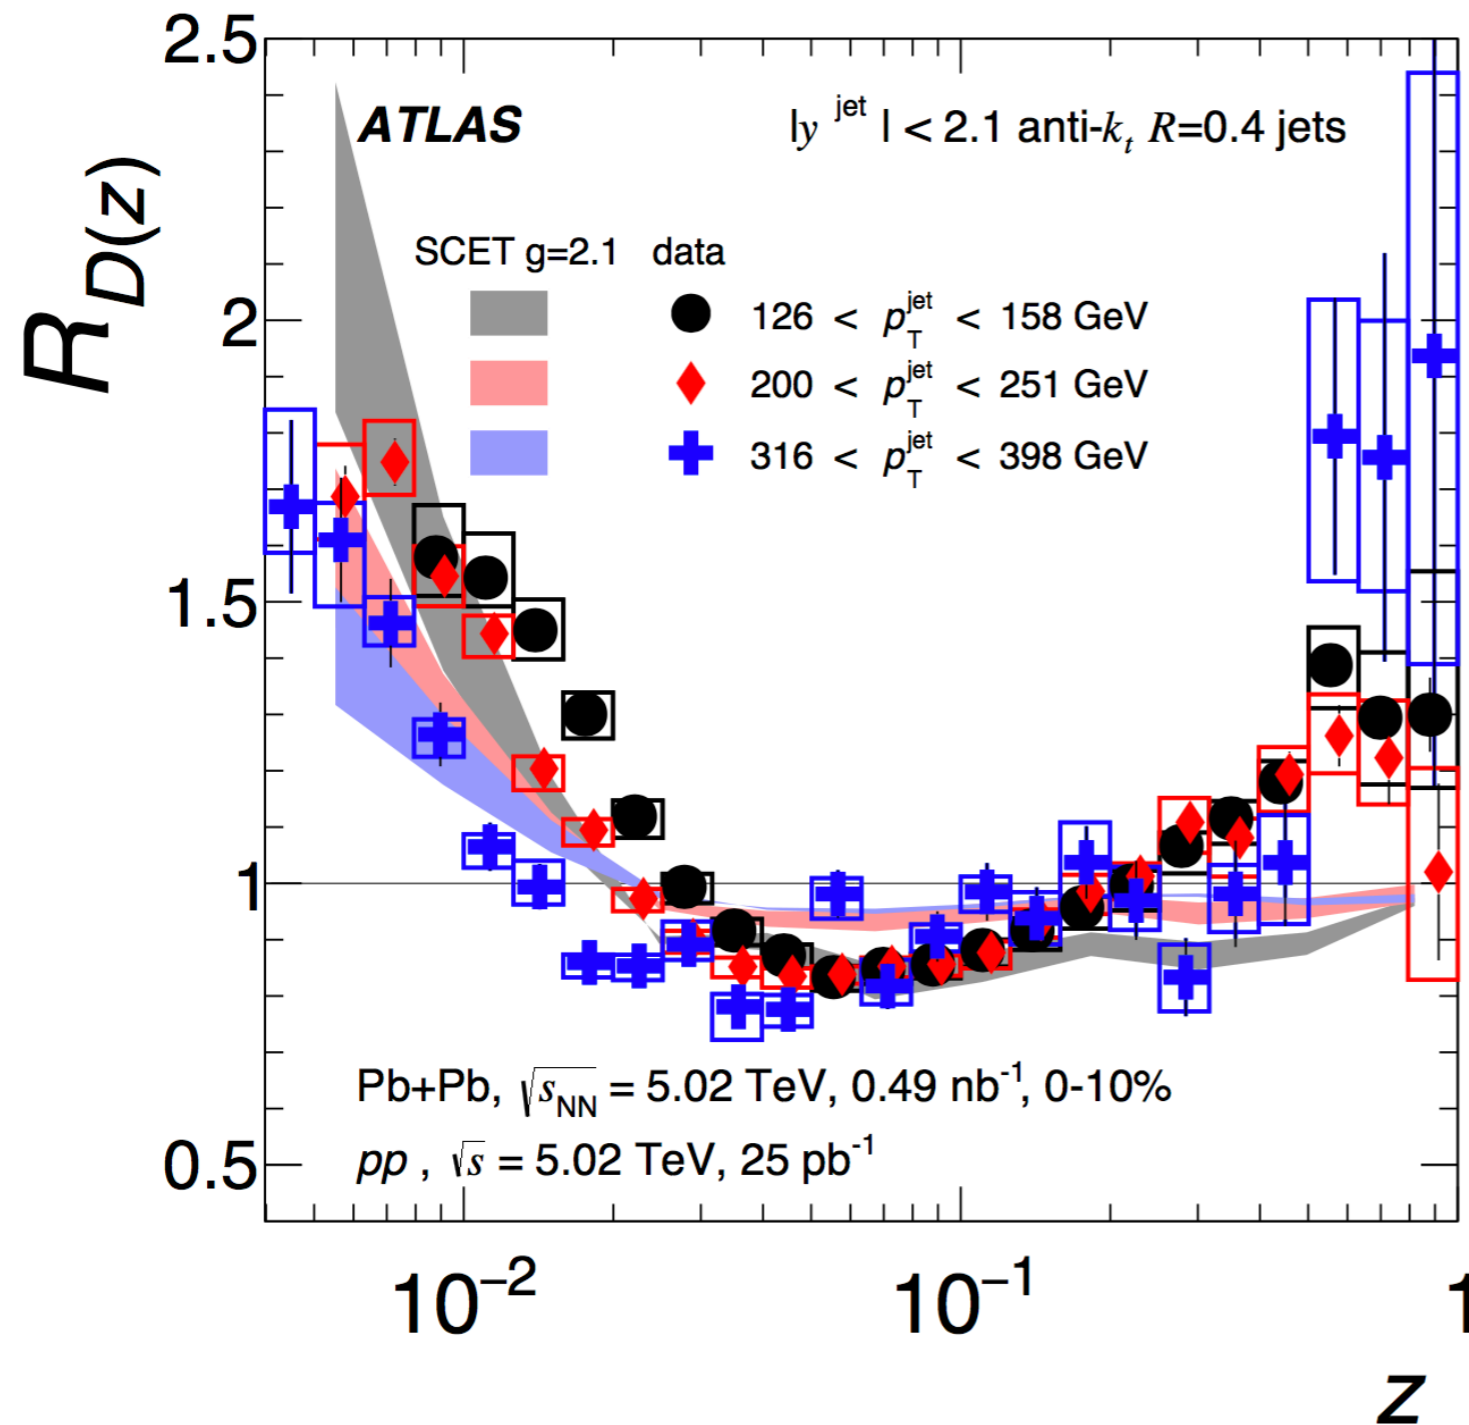 2.5
ATLAS
|y jet | < 2.1 anti-kt R=0.4 jets
R D(z)
SCET g=2.1 data
2
126 < pTjet < 158 GeV
200 < pTjet < 251 GeV
316 < pTjet < 398 GeV
1.5
1
Pb+Pb, √sNN = 5.02 TeV, 0.49 nb-1, 0-10%
pp , √s = 5.02 TeV, 25 pb-1
0.5
10−2 10−1 1
z